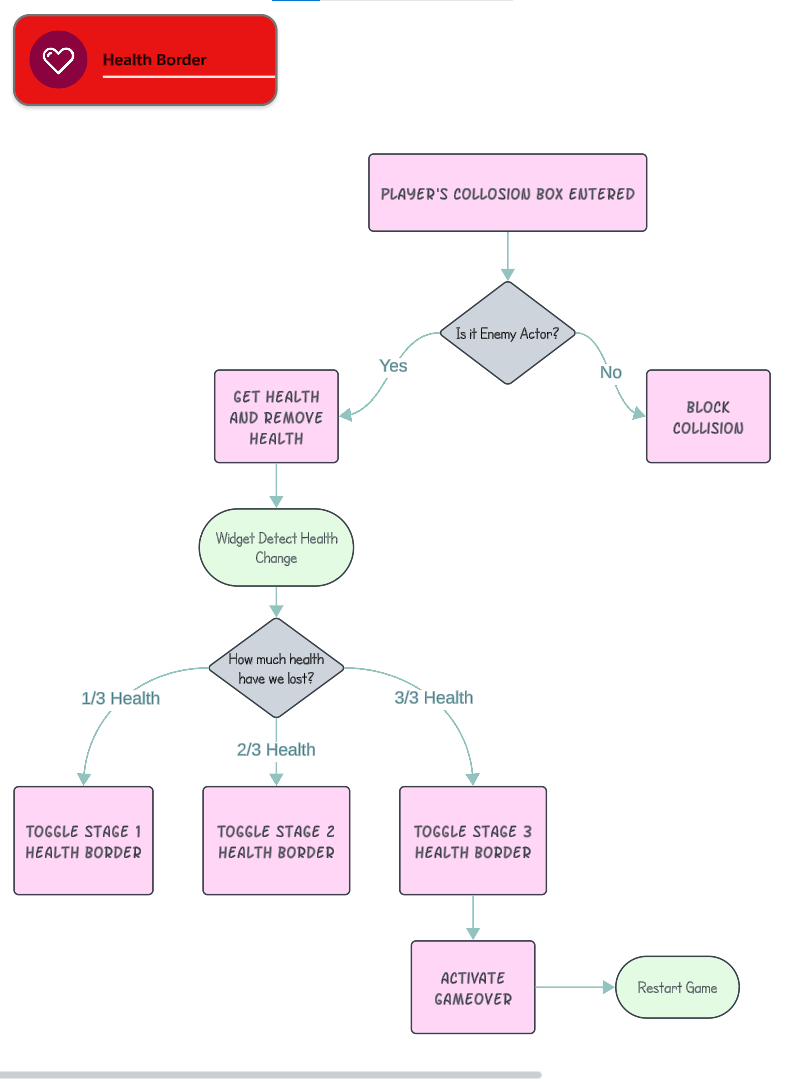 Health Border
PLAYER'S COLLOSION BOX ENTERED
Is it Enemy Actor?
Yes
No
GET HEALTH
AND REMOVE
HEALTH
BLOCK
COLLISION
Widget Detect Health
Change
How much health
have we lost?
1/3 Health
3/3 Health
2/3 Health
TOGGLE STAGE 1
HEALTH BORDER
TOGGLE STAGE 2
HEALTH BORDER
TOGGLE STAGE 3
HEALTH BORDER
ACTIVATE
GAMEOVER
Restart Game